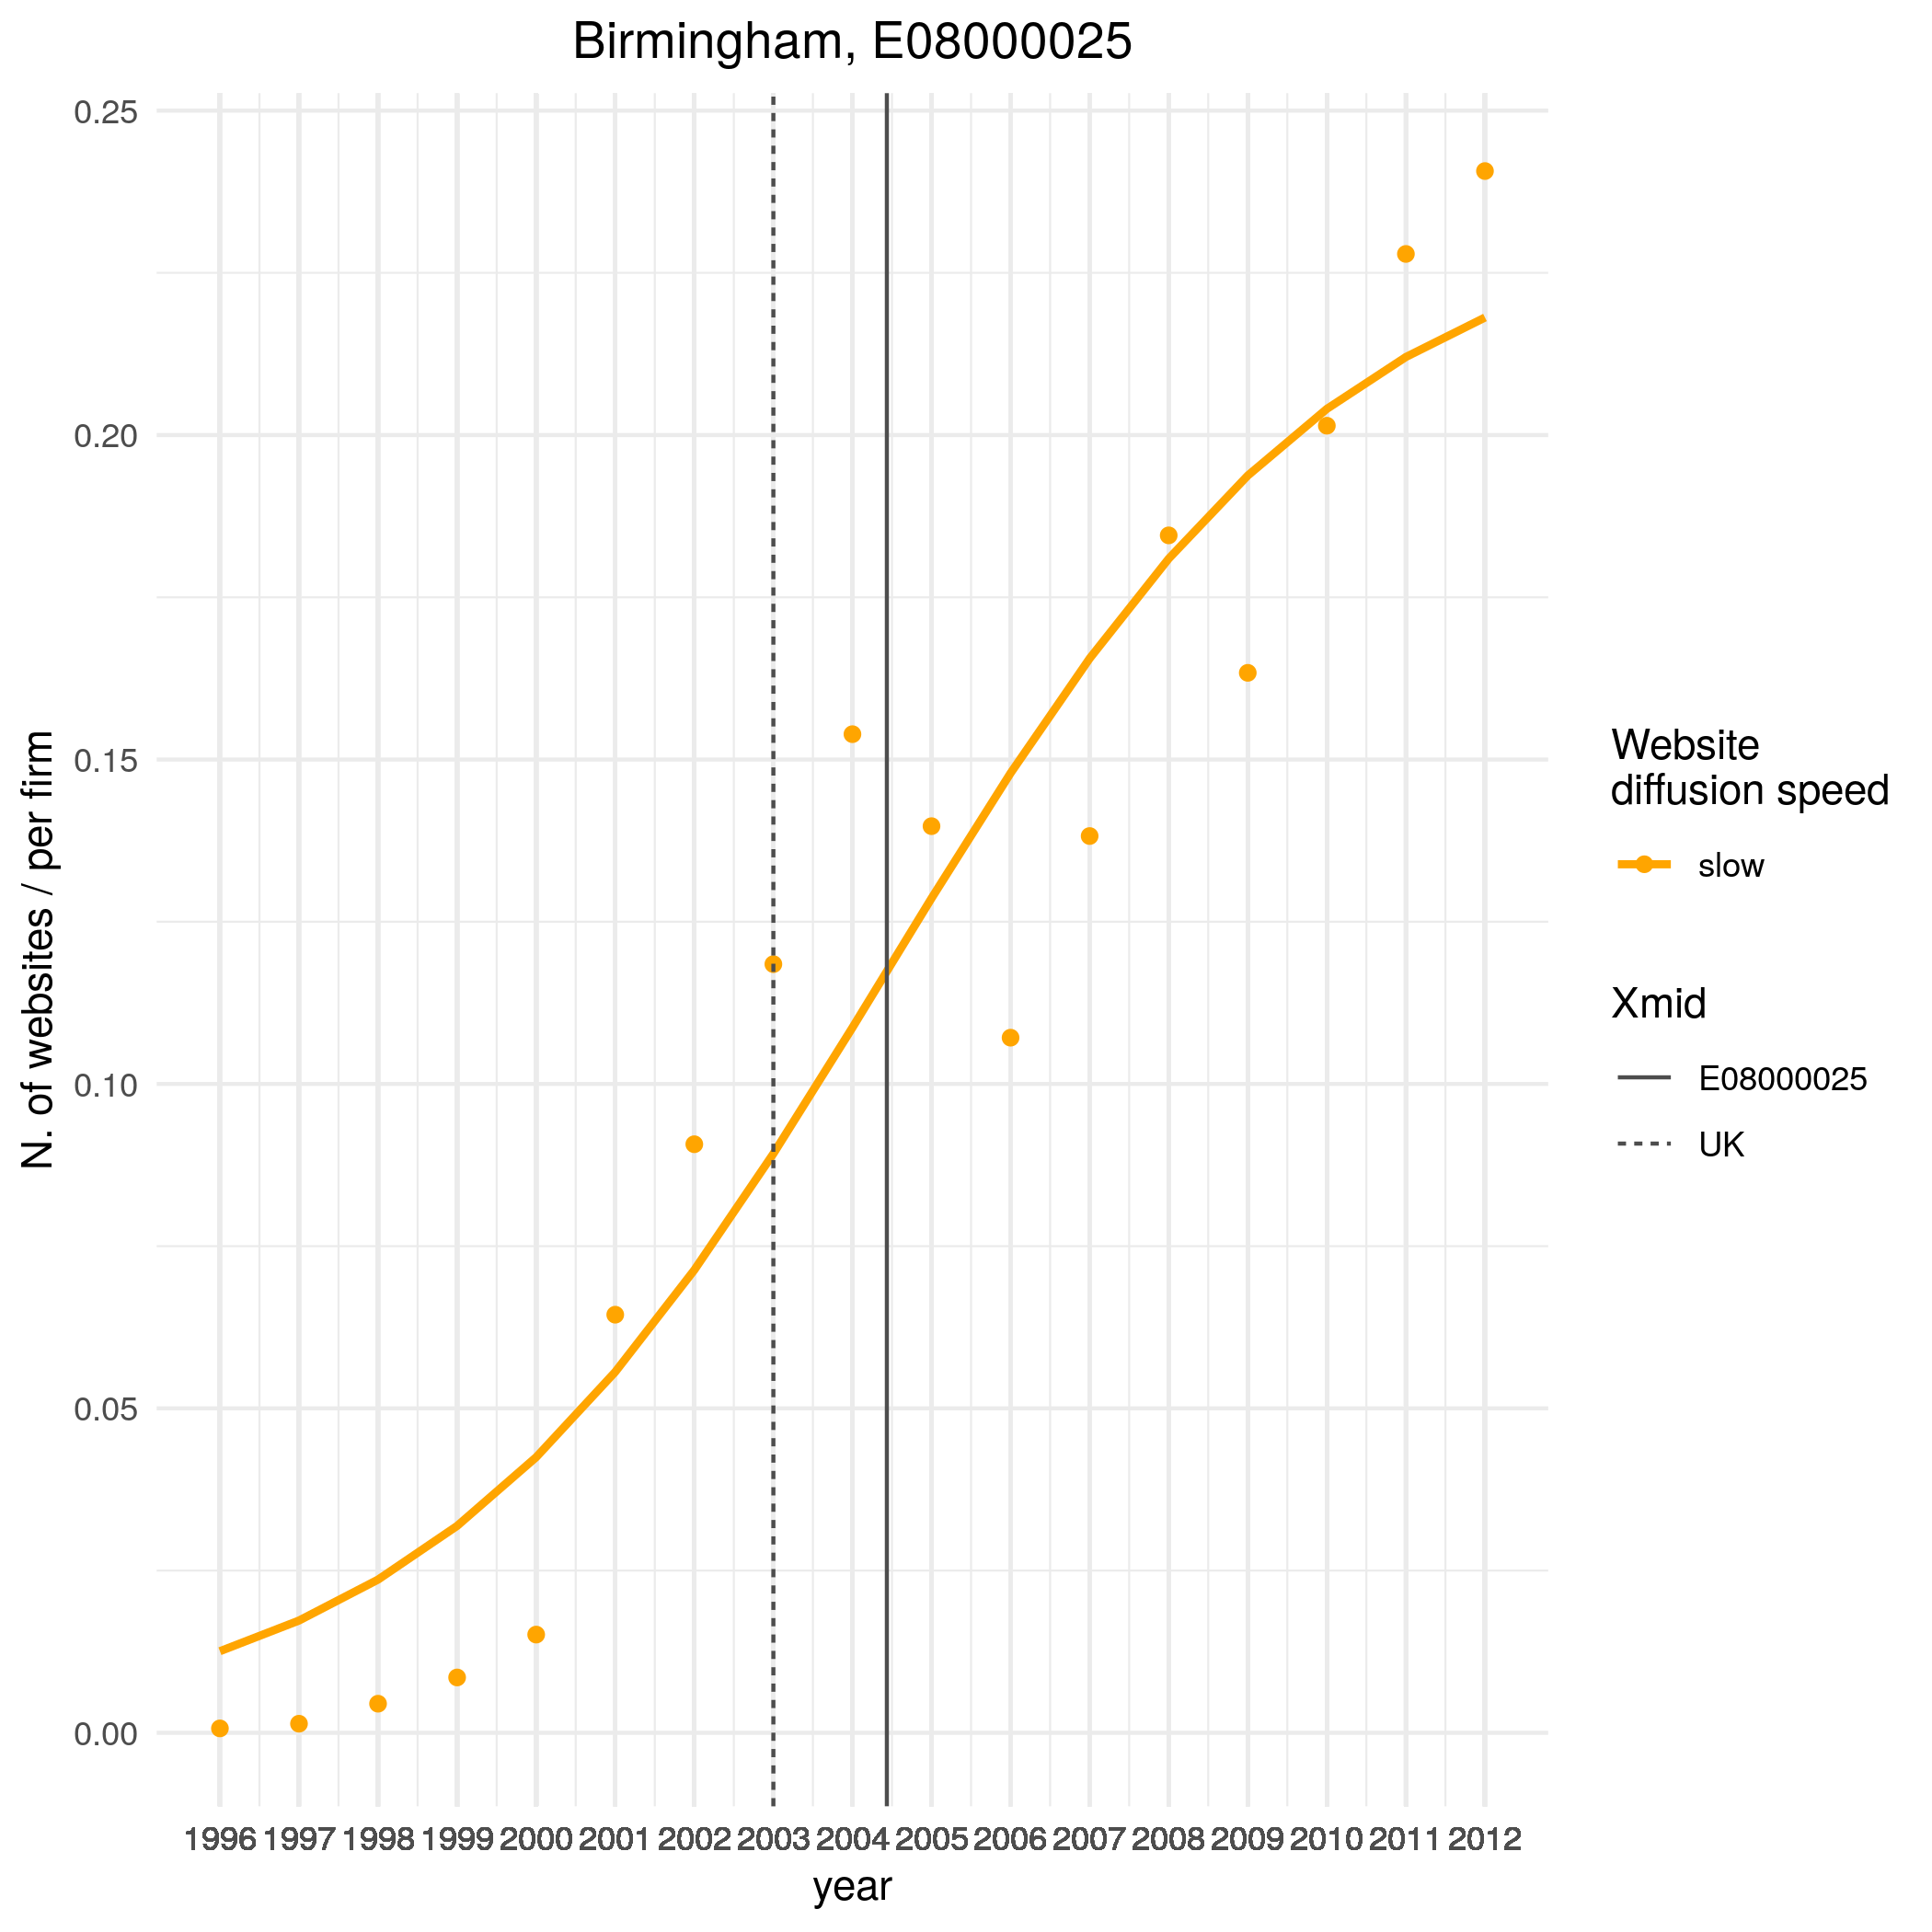 Birmingham, E08000025
N. of websites / per firm
0.25
0.20
0.15
0.10
0.05
0.00
1996 1997 1998 1999 2000 2001 2002 2003 2004 2005 2006 2007 2008 2009 2010 2011 2012
year
Website
diffusion speed
slow
Xmid
E08000025
UK